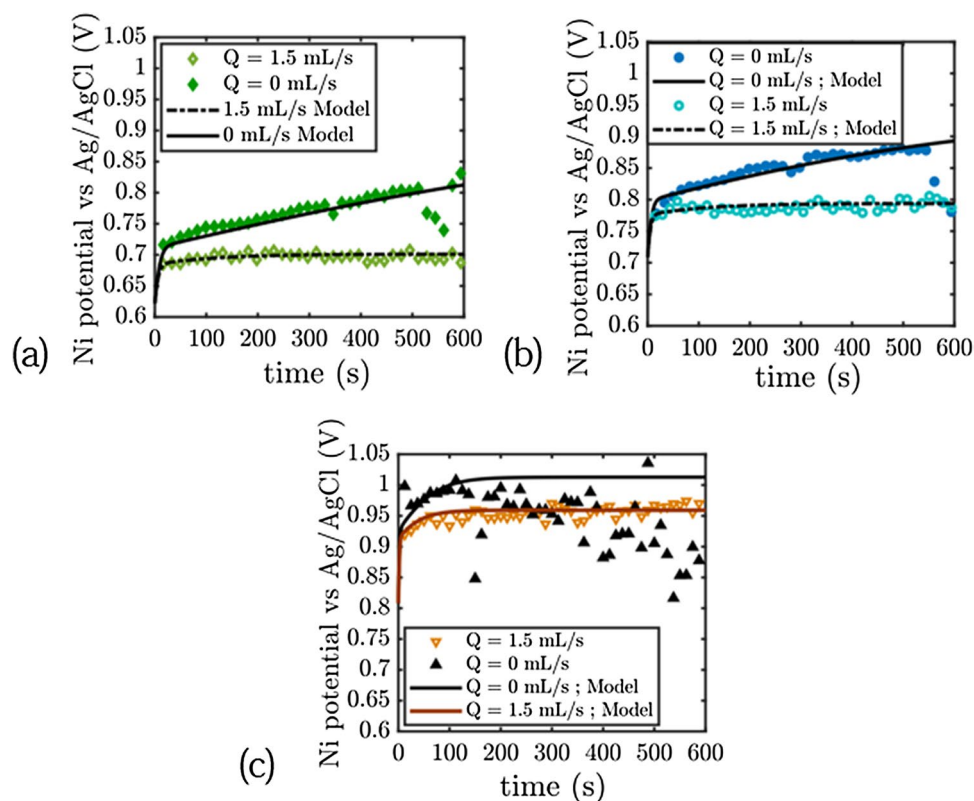 Ni potential vs Ag/AgCl (V)
1.05
1
0.95
0.9
0.85
0.8
0.75
0.7
0.65
0.6
Q = 1.5 mL/s
Q = 0 mL/s
1.5 mL/s Model
0 mL/s Model
0 100 200 300 400 500 600
time (s)
(a)
Ni potential vs Ag/AgCl (V)
1.05
1
0.95
0.9
0.85
0.8
0.75
0.7
0.65
0.6
Q = 0 mL/s
Q = 0 mL/s ; Model
Q = 1.5 mL/s
Q = 1.5 mL/s ; Model
0 100 200 300 400 500 600
time (s)
(b)
Ni potential vs Ag/AgCl (V)
1.05
1
0.95
0.9
0.85
0.8
0.75
0.7
0.65
0.6
Q = 1.5 mL/s
Q = 0 mL/s
Q = 0 mL/s ; Model
Q = 1.5 mL/s ; Model
0 100 200 300 400 500 600
time (s)
(c)